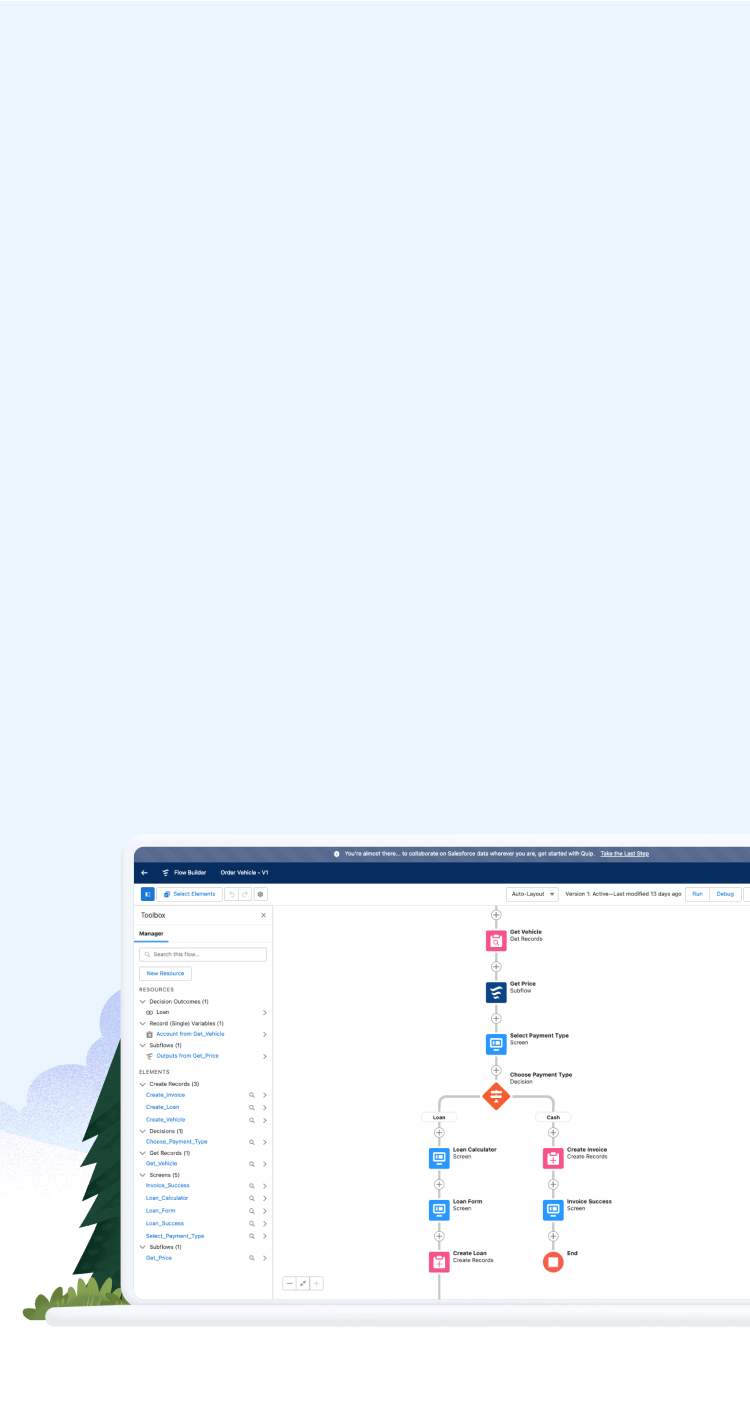 You're almost there... to collaborate on Salesforce data wherever you are, get started with Quip. Take the Last Step
Flow Builder Order Vehicle - V1
Select Elements Auto-Layout Version 1: Active—Last modified 13 days ago Run Debug
Toolbox
Manager
Search this flow...
New Resource
RESOURCES
Decision Outcomes (1)
Loan
Record (Single) Variables (1)
Account from Get_Vehicle
Subflows (1)
Outputs from Get_Price
ELEMENTS
Create Records (3)
Create_Invoice
Create_Loan
Create_Vehicle
Decisions (1)
Choose_Payment_Type
Get Records (1)
Get_Vehicle
Screens (5)
Invoice_Success
Loan_Calculator
Loan_Form
Loan_Success
Select_Payment_Type
Subflows (1)
Get_Price
Get Vehicle
Get Records
Get Price
Subflow
Select Payment Type
Screen
Choose Payment Type
Decision
Loan
Cash
Loan Calculator
Screen
Create Invoice
Create Records
Loan Form
Screen
Invoice Success
Screen
Create Loan
Create Records
End